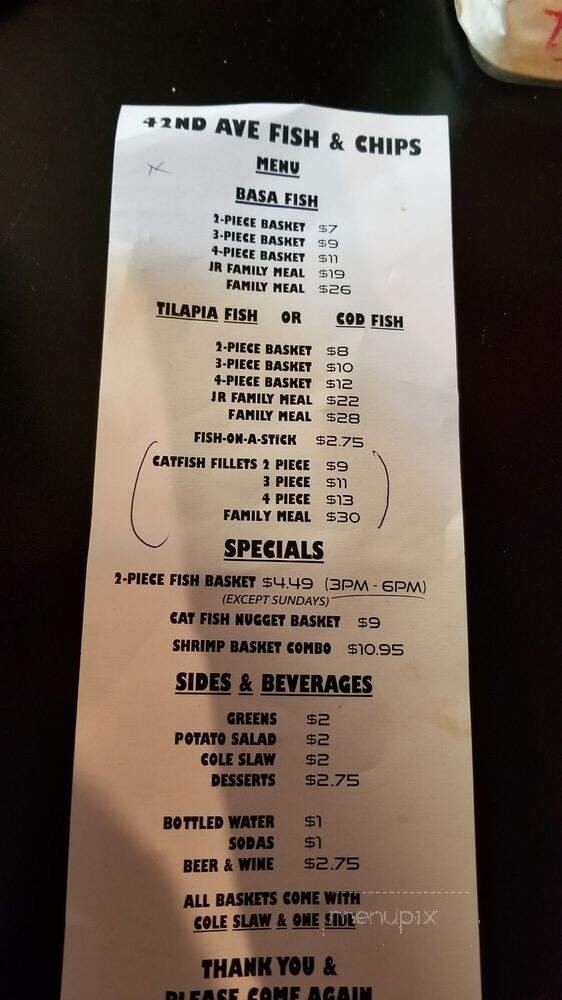 42ND AVE FISH & CHIPS
MENU
BASA FISH
2-PIECE BASKET $7
3-PIECE BASKET $9
4-PIECE BASKET $11
JR FAMILY MEAL $19
FAMILY MEAL $26
TILAPIA FISH OR COD FISH
2-PIECE BASKET $8
3-PIECE BASKET $10
4-PIECE BASKET $12
JR FAMILY MEAL $22
FAMILY MEAL $28
FISH-ON-A-STICK $2.75
CATFISH FILLETS 2 PIECE $9
3 PIECE $11
4 PIECE $13
FAMILY MEAL $30
SPECIALS
2-PIECE FISH BASKET $4.49 (3PM - 6PM)
(EXCEPT SUNDAYS)
CAT FISH NUGGET BASKET $9
SHRIMP BASKET COMBO $10.95
SIDES & BEVERAGES
GREENS $2
POTATO SALAD $2
COLE SLAW $2
DESSERTS $2.75
BOTTLED WATER $1
SODAS $1
BEER & WINE $2.75
ALL BASKETS COME WITH
COLE SLAW & ONE SIDE
menupix
THANK YOU &
PLEASE COME AGAIN